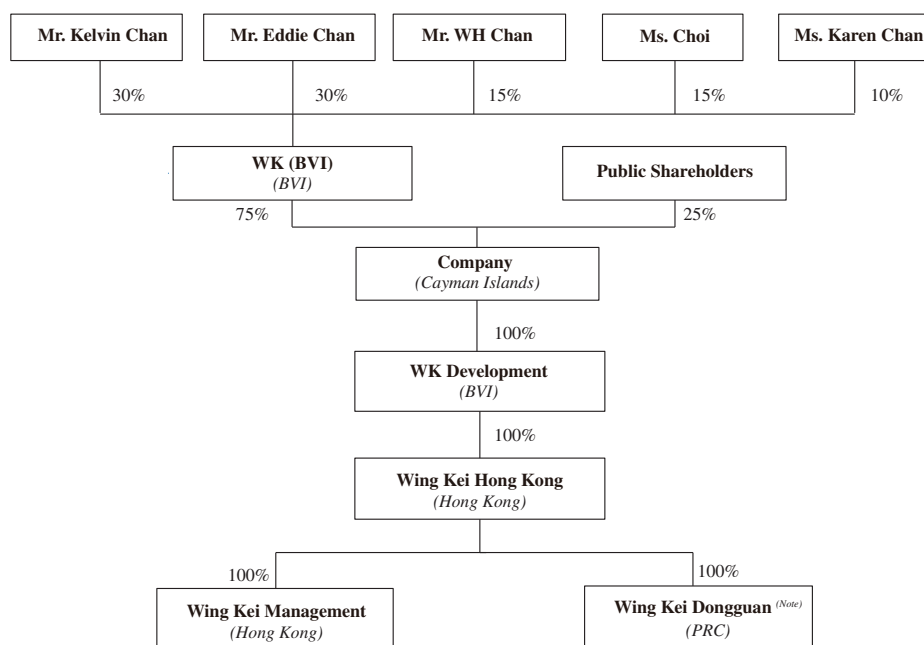 Mr. Kelvin Chan
Mr. Eddie Chan
Mr. WH Chan
Ms. Choi
Ms. Karen Chan
30%
30%
15%
15%
10%
WK (BVI)
(BVI)
Public Shareholders
75%
25%
Company
(Cayman Islands)
100%
WK Development
(BVI)
100%
Wing Kei Hong Kong
(Hong Kong)
100%
100%
Wing Kei Management
(Hong Kong)
Wing Kei Dongguan (Note)
(PRC)